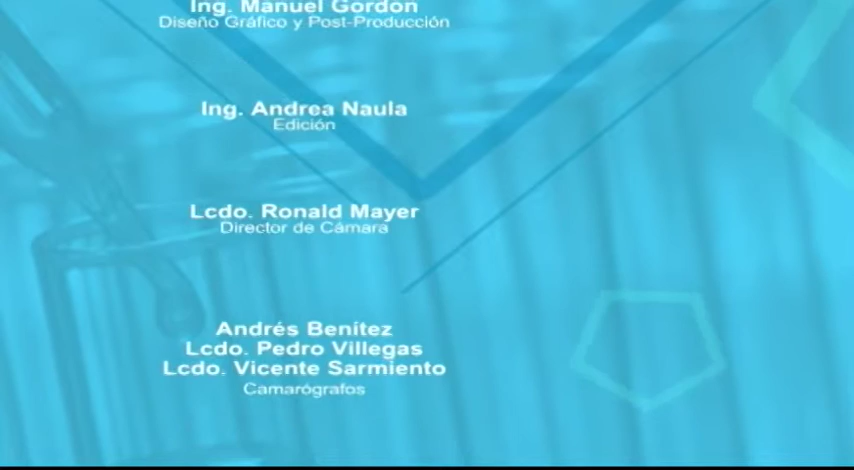 Ing. Manuel Gordón
Diseño Gráfico y Post-Producción
Ing. Andrea Naula
Edición
Lcdo. Ronald Mayer
Director de Cámara
Andrés Benítez
Lcdo. Pedro Villegas
Lcdo. Vicente Sarmiento
Camarógrafos